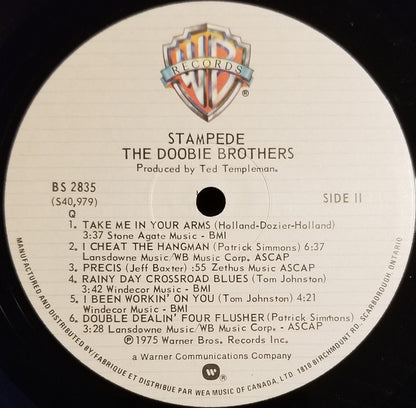 WB
RECORDS
®
STAMPEDE
THE DOOBIE BROTHERS
Produced by Ted Templeman.
BS 2835
(S40,979)
SIDE II
Q
1. TAKE ME IN YOUR ARMS (Holland-Dozier-Holland)
3:37 Stone Agate Music - BMI
2. I CHEAT THE HANGMAN (Patrick Simmons) 6:37
Lansdowne Music/WB Music Corp. ASCAP
3. PRECIS (Jeff Baxter) :55 Zethus Music ASCAP
4. RAINY DAY CROSSROAD BLUES (Tom Johnston)
3:42 Windecor Music - BMI
5. I BEEN WORKIN' ON YOU (Tom Johnston) 4:21
Windecor Music - BMI
6. DOUBLE DEALIN' FOUR FLUSHER (Patrick Simmons)
3:28 Lansdowne Music/WB Music Corp. - ASCAP
℗ 1975 Warner Bros. Records Inc.
a Warner Communications Company
MANUFACTURED AND DISTRIBUTED BY/FABRIQUE ET DISTRIBUE PAR WEA MUSIC OF CANADA, LTD. 1810 BIRCHMOUNT RD. SCARBOROUGH, ONTARIO